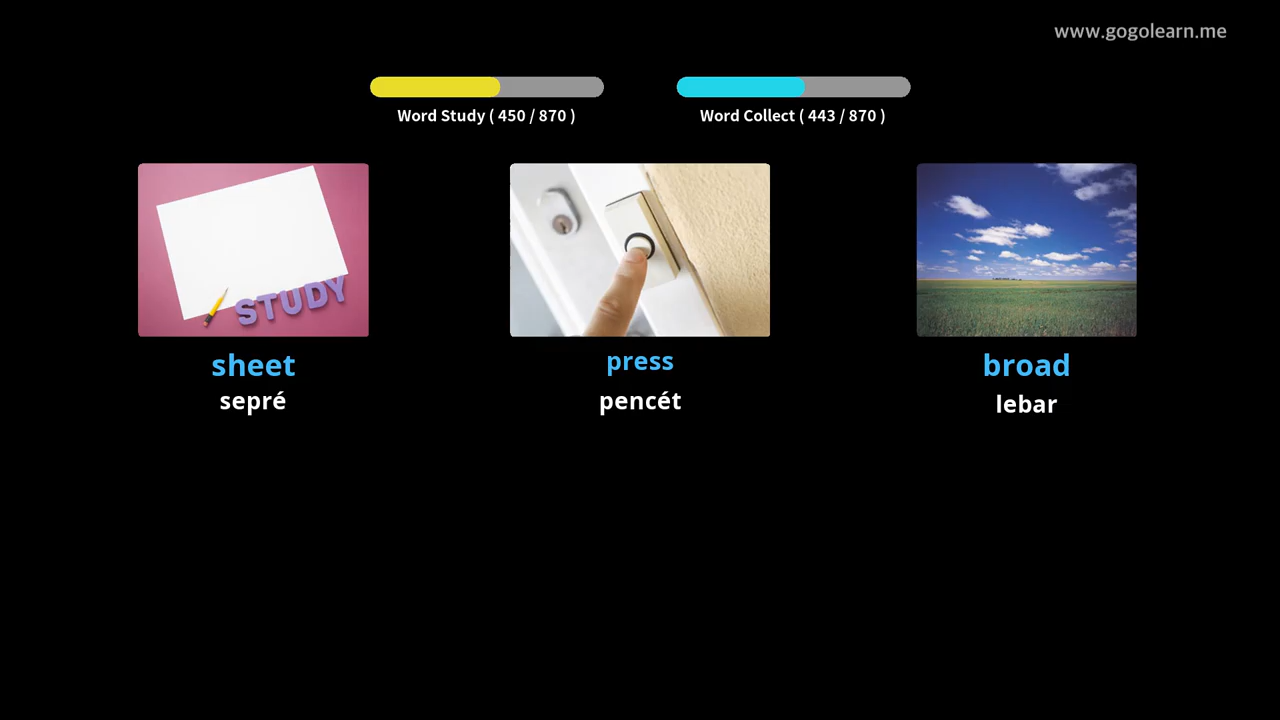 www.gogolearn.me
Word Study ( 450 / 870 )
Word Collect ( 443 / 870 )
STUDY
sheet
sepré
press
pencét
broad
lebar